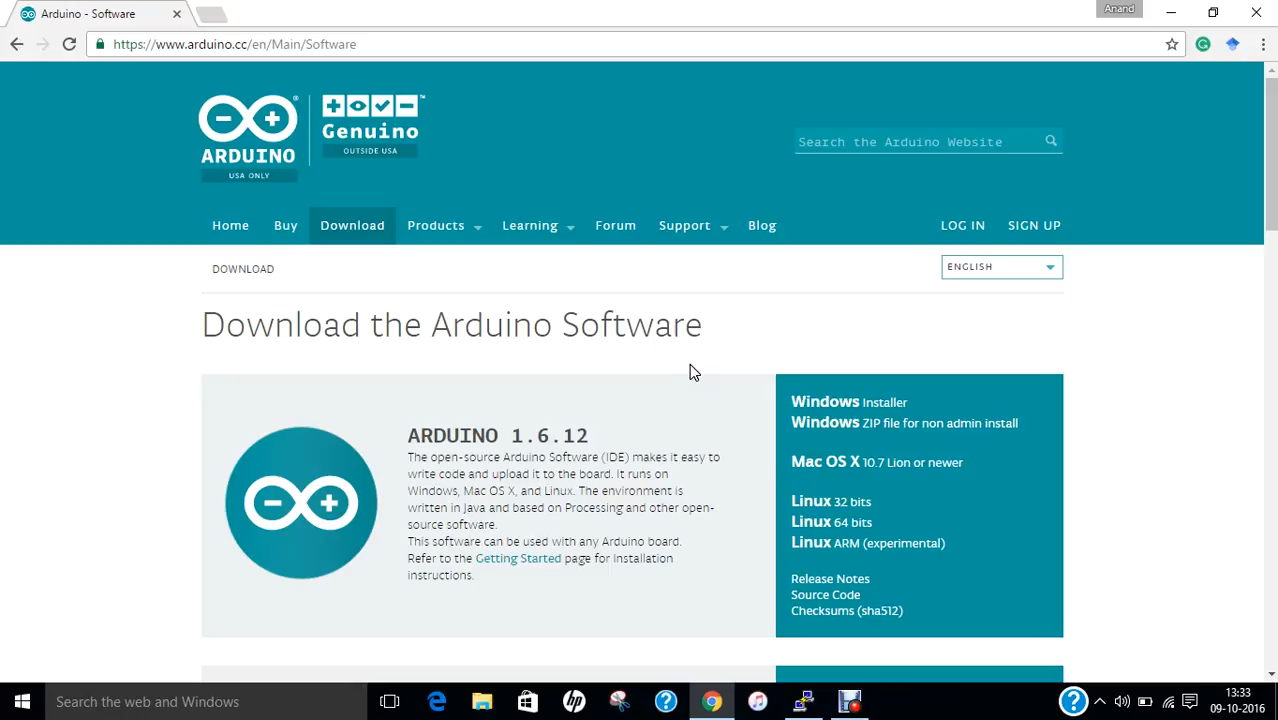 Arduino - Software
Anand
https://www.arduino.cc/en/Main/Software
ARDUINO
USA ONLY
Genuino
OUTSIDE USA
Search the Arduino Website
Home Buy Download Products Learning Forum Support Blog LOG IN SIGN UP
DOWNLOAD
ENGLISH
Download the Arduino Software
ARDUINO 1.6.12
The open-source Arduino Software (IDE) makes it easy to
write code and upload it to the board. It runs on
Windows, Mac OS X, and Linux. The environment is
written in Java and based on Processing and other open-
source software.
This software can be used with any Arduino board.
Refer to the Getting Started page for Installation
instructions.
Windows Installer
Windows ZIP file for non admin install
Mac OS X 10.7 Lion or newer
Linux 32 bits
Linux 64 bits
Linux ARM (experimental)
Release Notes
Source Code
Checksums (sha512)
Search the web and Windows
hp
13:33
09-10-2016